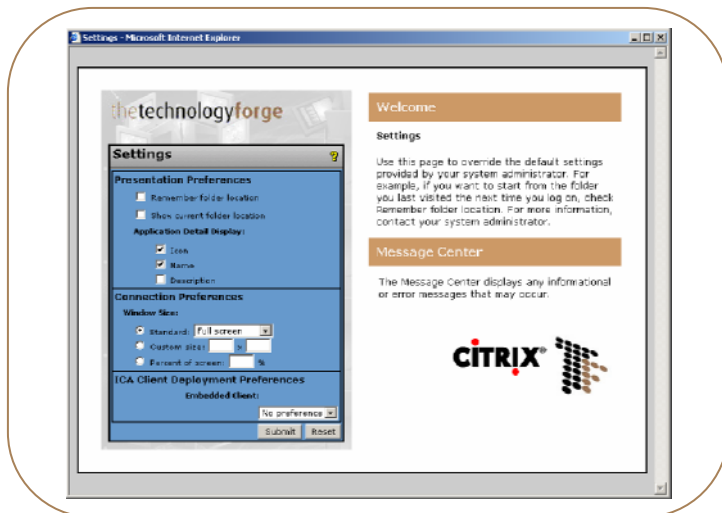 Settings - Microsoft Internet Explorer
thetechnologyforge
Settings ?
Presentation Preferences
Remember folder location
Show current folder location
Application Detail Display:
Icon
Name
Description
Connection Preferences
Window Size:
Standard: Full screen
Custom size: x
Percent of screen: %
ICA Client Deployment Preferences
Embedded Client:
No preference
Submit Reset
Welcome
Settings
Use this page to override the default settings
provided by your system administrator. For
example, if you want to start from the folder
you last visited the next time you log on, check
Remember folder location. For more information,
contact your system administrator.
Message Center
The Message Center displays any informational
or error messages that may occur.
CİTRIX®